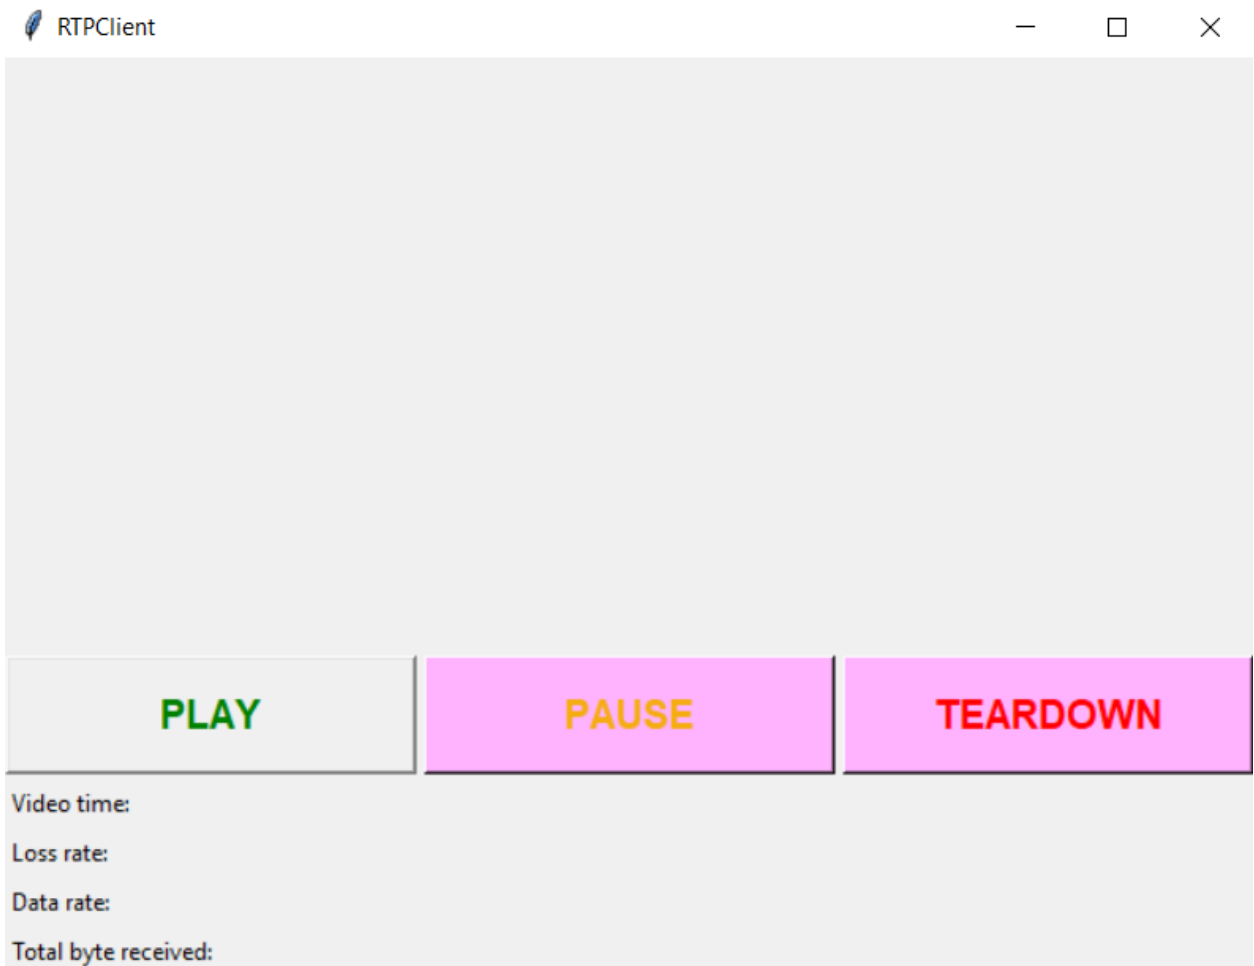 RTPClient
PLAY PAUSE TEARDOWN
Video time:
Loss rate:
Data rate:
Total byte received: